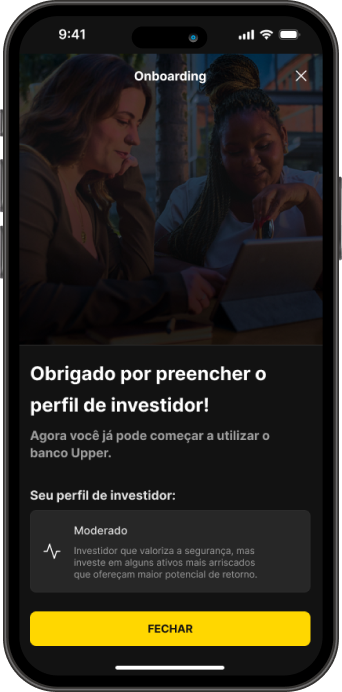 9:41
Onboarding
Obrigado por preencher o
perfil de investidor!
Agora você já pode começar a utilizar o
banco Upper.
Seu perfil de investidor:
Moderado
Investidor que valoriza a segurança, mas
investe em alguns ativos mais arriscados
que ofereçam maior potencial de retorno.
FECHAR